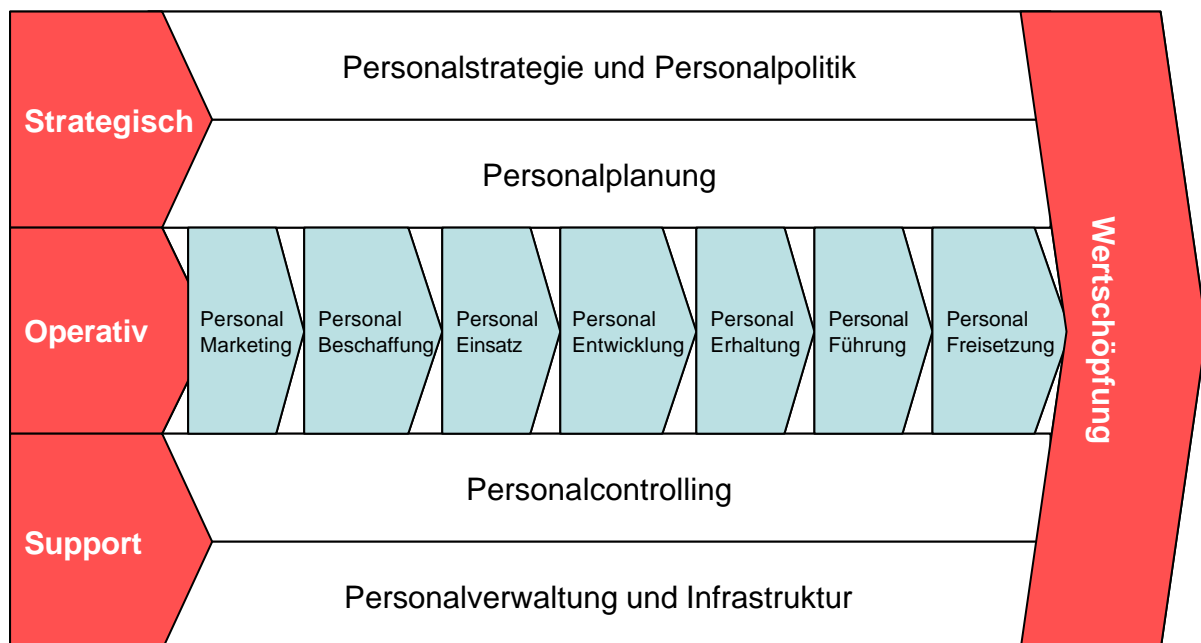 Personalstrategie und Personalpolitik
Strategisch
Personalplanung
Operativ
Personal
Marketing
Personal
Beschaffung
Personal
Einsatz
Personal
Entwicklung
Personal
Erhaltung
Personal
Führung
Personal
Freisetzung
Wertschöpfung
Personalcontrolling
Support
Personalverwaltung und Infrastruktur